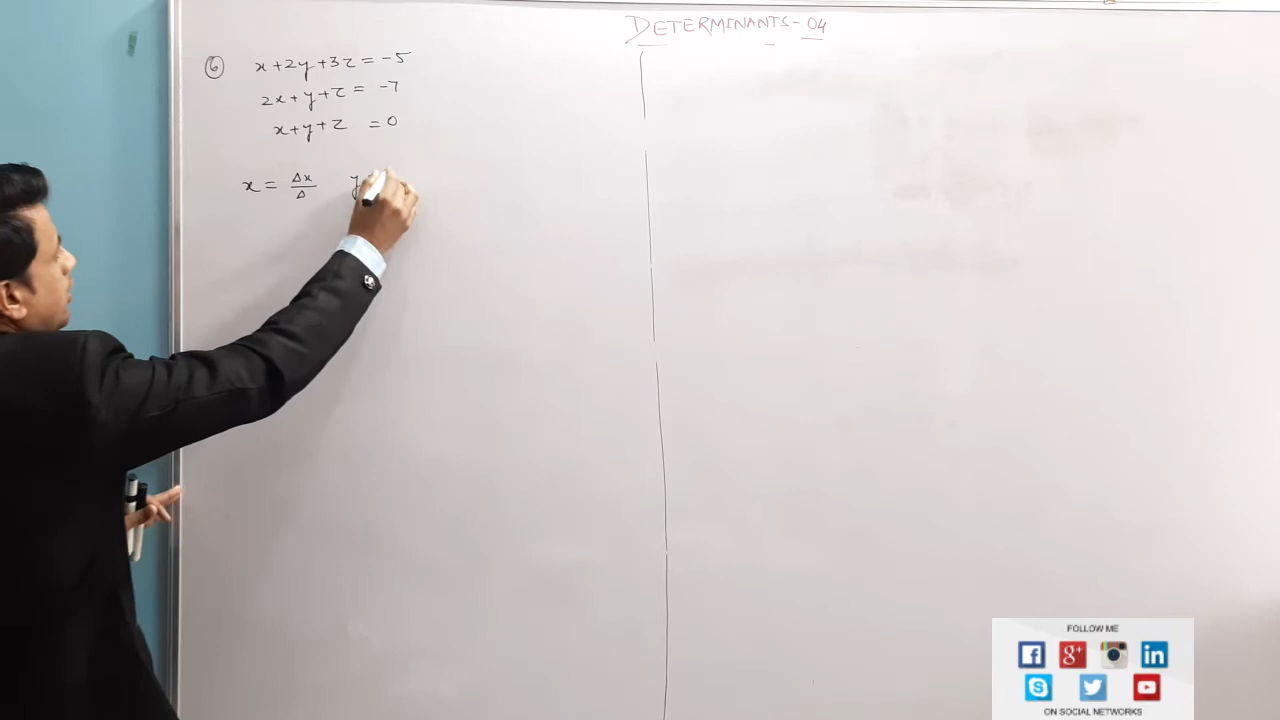 DETERMINANTS-04
⑥ x+2y+3z = -5
2x+y+z = -7
x+y+z = 0
x = Δx/Δ y
FOLLOW ME
ON SOCIAL NETWORKS